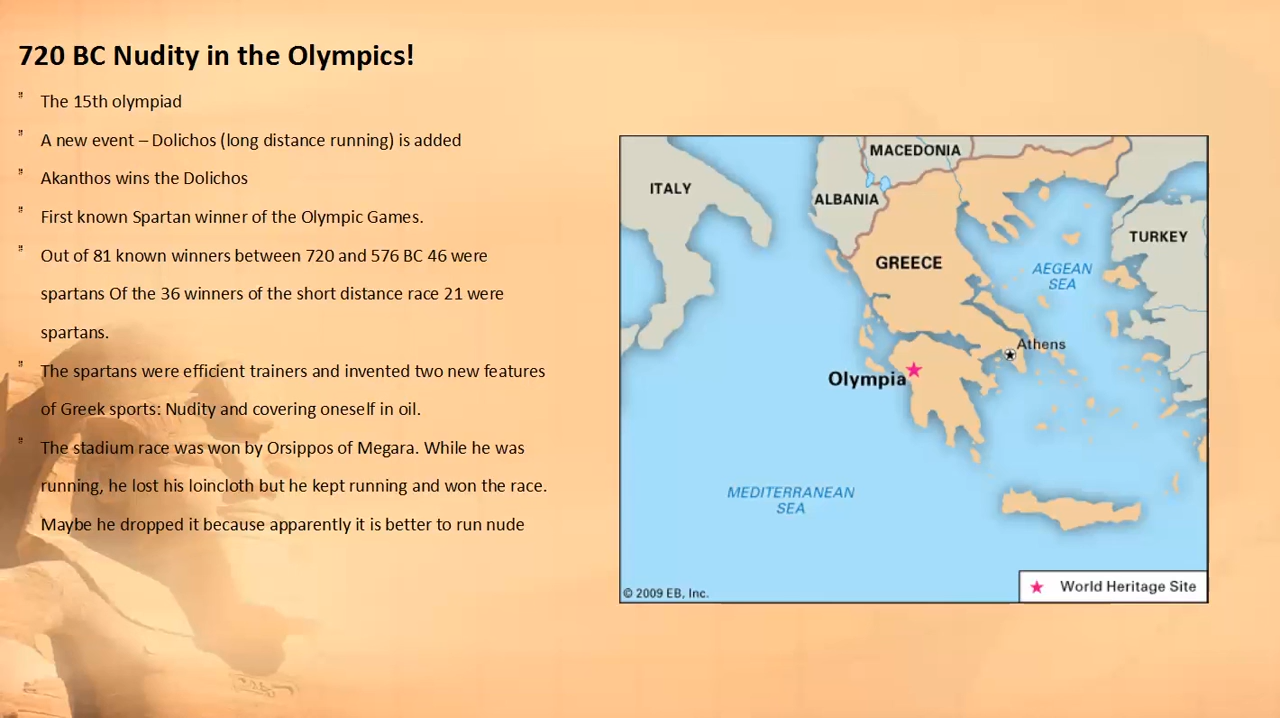 720 BC Nudity in the Olympics!
The 15th olympiad
A new event – Dolichos (long distance running) is added
Akanthos wins the Dolichos
First known Spartan winner of the Olympic Games.
Out of 81 known winners between 720 and 576 BC 46 were
spartans Of the 36 winners of the short distance race 21 were
spartans.
The spartans were efficient trainers and invented two new features
of Greek sports: Nudity and covering oneself in oil.
The stadium race was won by Orsippos of Megara. While he was
running, he lost his loincloth but he kept running and won the race.
Maybe he dropped it because apparently it is better to run nude
MACEDONIA
ITALY
ALBANIA
TURKEY
GREECE
AEGEAN
SEA
Athens
Olympia
MEDITERRANEAN
SEA
World Heritage Site
© 2009 EB, Inc.